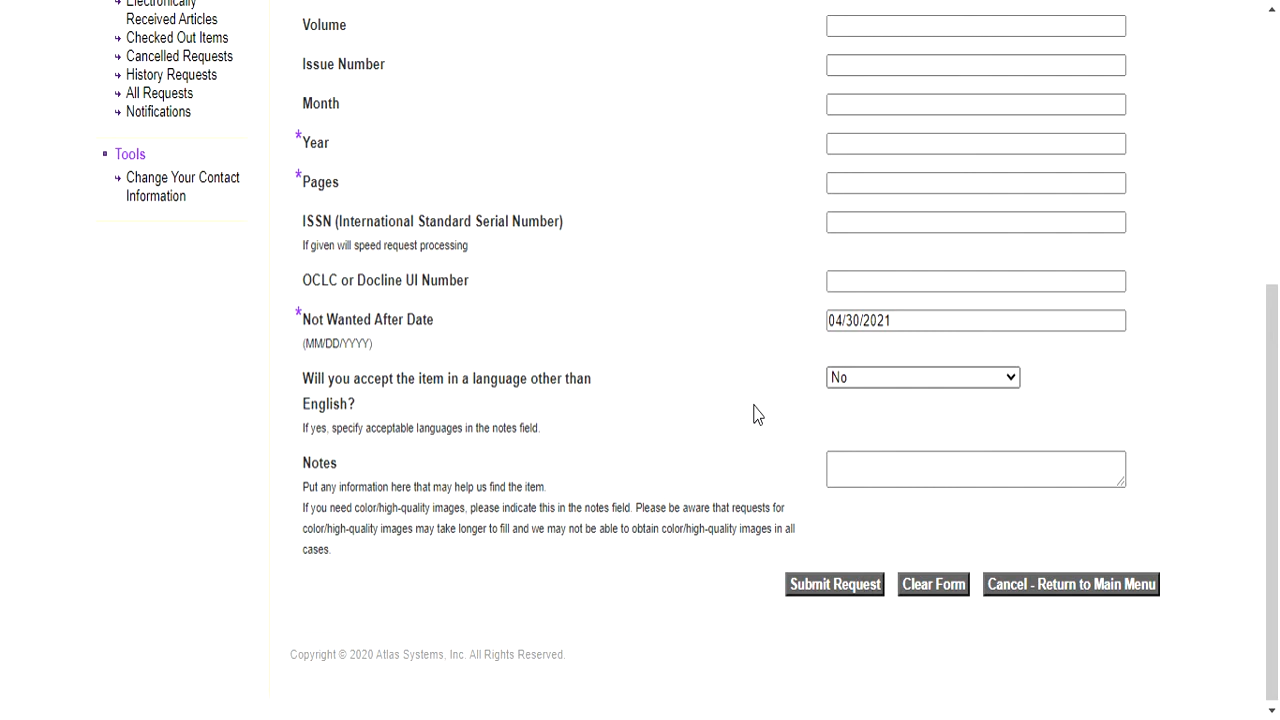 Electronically
Received Articles
Checked Out Items
Cancelled Requests
History Requests
All Requests
Notifications
Tools
Change Your Contact
Information
Volume
Issue Number
Month
*Year
*Pages
ISSN (International Standard Serial Number)
If given will speed request processing
OCLC or Docline UI Number
*Not Wanted After Date
04/30/2021
(MM/DD/YYYY)
Will you accept the item in a language other than
No
English?
If yes, specify acceptable languages in the notes field.
Notes
Put any information here that may help us find the item.
If you need color/high-quality images, please indicate this in the notes field. Please be aware that requests for
color/high-quality images may take longer to fill and we may not be able to obtain color/high-quality images in all
cases.
Submit Request Clear Form Cancel - Return to Main Menu
Copyright © 2020 Atlas Systems, Inc. All Rights Reserved.